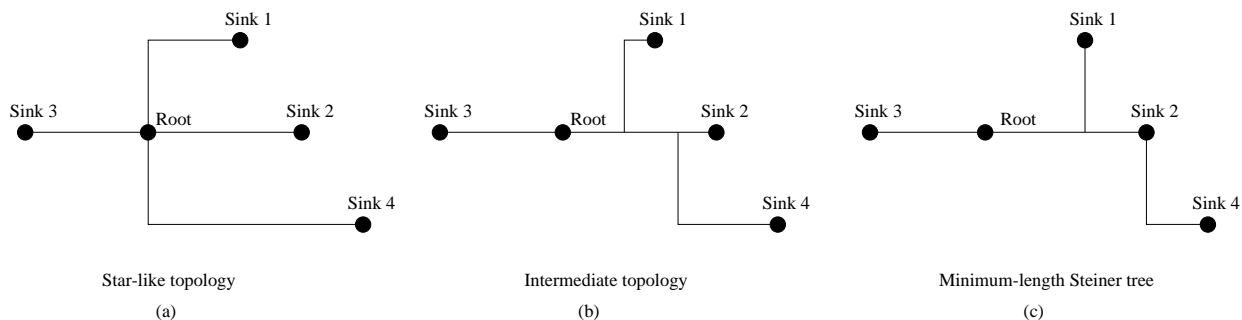 Sink 1
Sink 3
Root
Sink 2
Sink 4
Star-like topology
(a)
Sink 1
Sink 3
Root
Sink 2
Sink 4
Intermediate topology
(b)
Sink 1
Sink 3
Root
Sink 2
Sink 4
Minimum-length Steiner tree
(c)